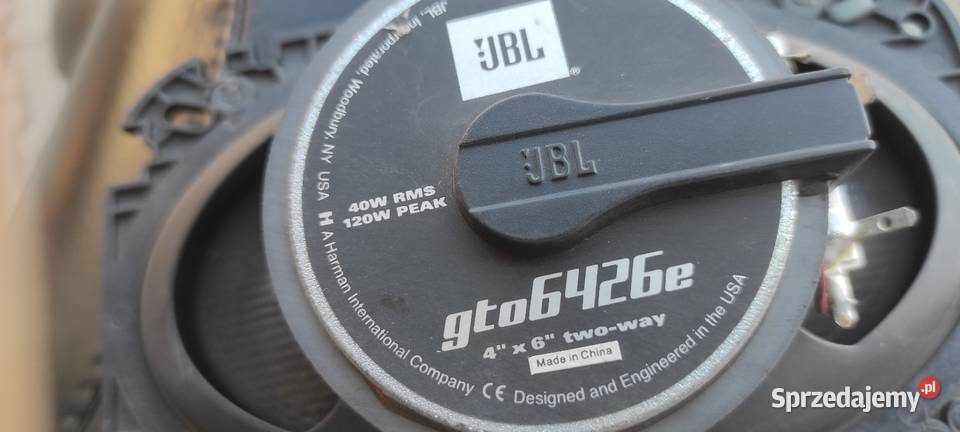 JBL
®
JBL, Incorporated, Woodbury, NY USA H A Harman International Company CE Designed and Engineered in the USA
JBL
40W RMS
120W PEAK
gto6426e
4" x 6" two-way
Made in China
Sprzedajemy.pl